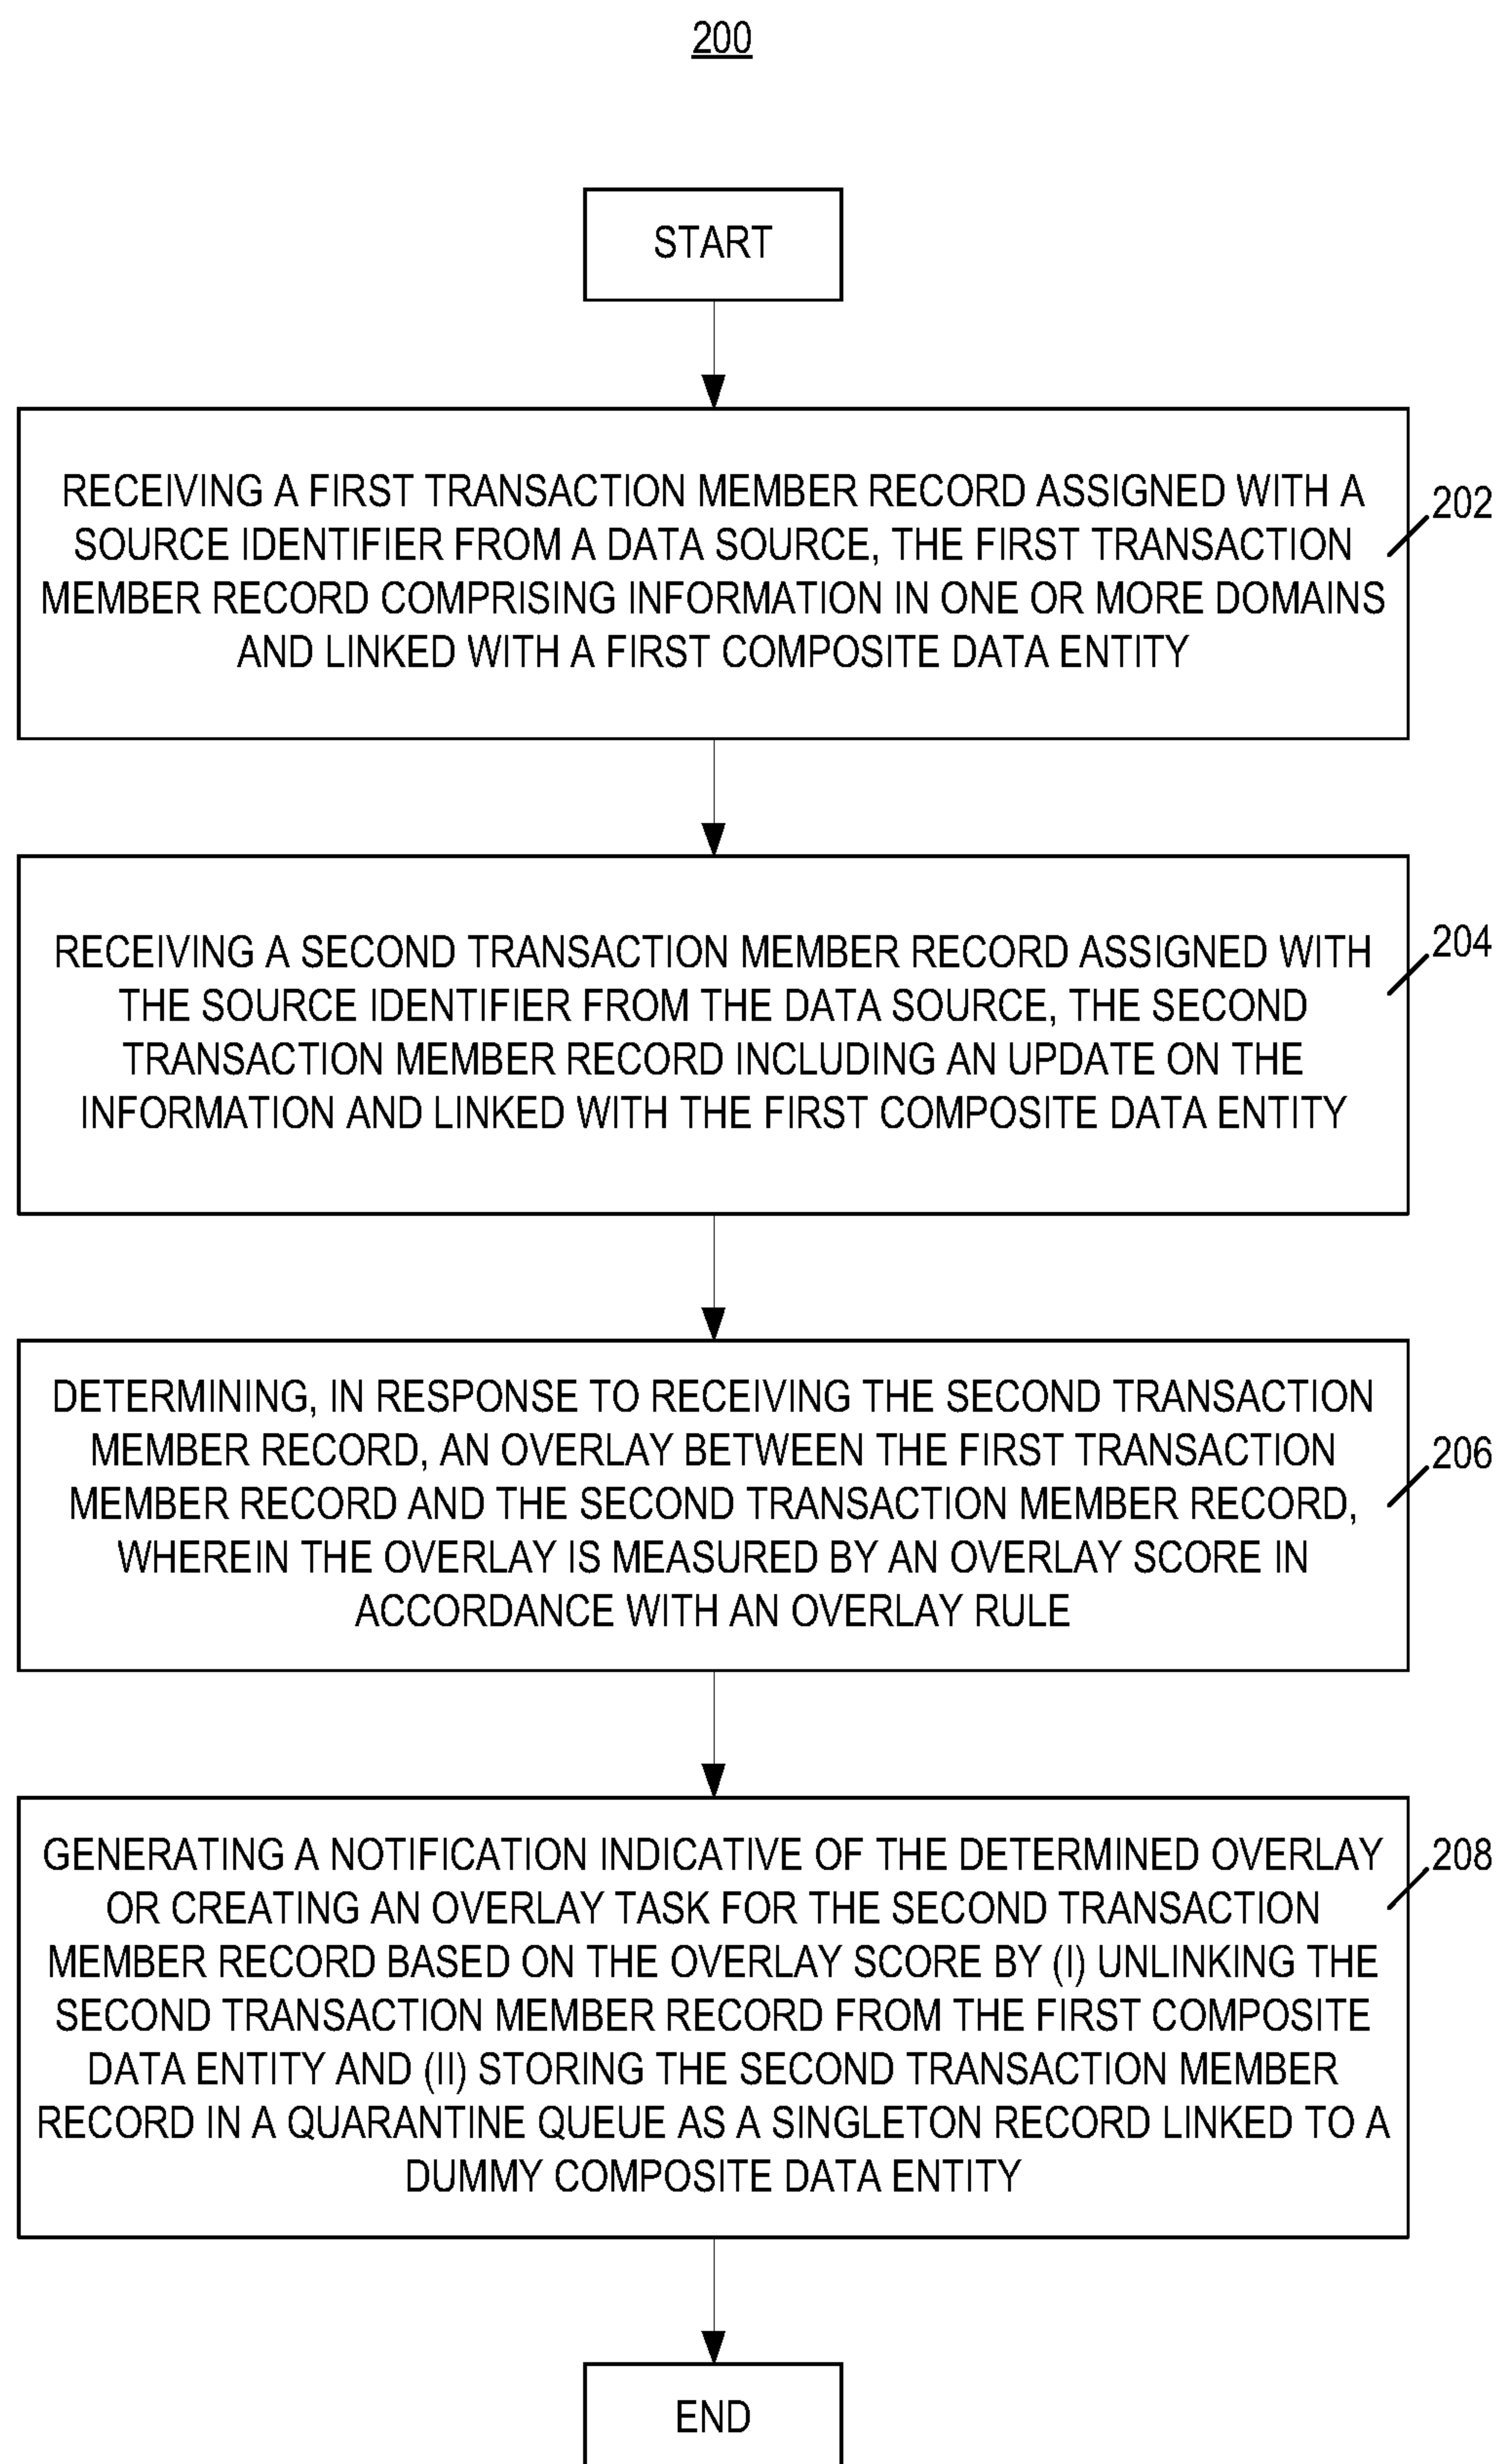 200
START
RECEIVING A FIRST TRANSACTION MEMBER RECORD ASSIGNED WITH A
SOURCE IDENTIFIER FROM A DATA SOURCE, THE FIRST TRANSACTION
MEMBER RECORD COMPRISING INFORMATION IN ONE OR MORE DOMAINS
AND LINKED WITH A FIRST COMPOSITE DATA ENTITY
202
RECEIVING A SECOND TRANSACTION MEMBER RECORD ASSIGNED WITH
THE SOURCE IDENTIFIER FROM THE DATA SOURCE, THE SECOND
TRANSACTION MEMBER RECORD INCLUDING AN UPDATE ON THE
INFORMATION AND LINKED WITH THE FIRST COMPOSITE DATA ENTITY
204
DETERMINING, IN RESPONSE TO RECEIVING THE SECOND TRANSACTION
MEMBER RECORD, AN OVERLAY BETWEEN THE FIRST TRANSACTION
MEMBER RECORD AND THE SECOND TRANSACTION MEMBER RECORD,
WHEREIN THE OVERLAY IS MEASURED BY AN OVERLAY SCORE IN
ACCORDANCE WITH AN OVERLAY RULE
206
GENERATING A NOTIFICATION INDICATIVE OF THE DETERMINED OVERLAY
OR CREATING AN OVERLAY TASK FOR THE SECOND TRANSACTION
MEMBER RECORD BASED ON THE OVERLAY SCORE BY (I) UNLINKING THE
SECOND TRANSACTION MEMBER RECORD FROM THE FIRST COMPOSITE
DATA ENTITY AND (II) STORING THE SECOND TRANSACTION MEMBER
RECORD IN A QUARANTINE QUEUE AS A SINGLETON RECORD LINKED TO A
DUMMY COMPOSITE DATA ENTITY
208
END